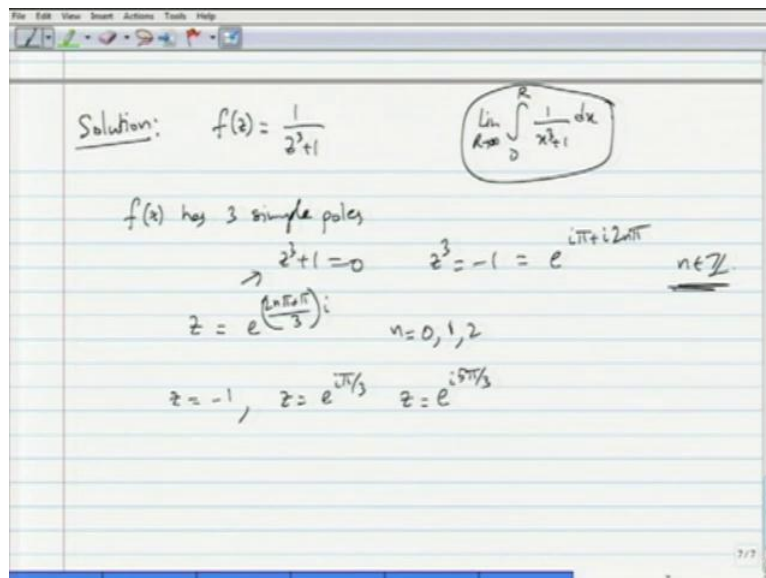 File Edit View Insert Actions Tools Help
Solution: f(z) = 1/(z³+1)
Lim R→∞ ∫₀ᴿ 1/(x³+1) dx
f(z) has 3 simple poles
z³+1=0 z³=-1 = e^(iπ+i2nπ) n∈ℤ.
z = e^((2nπ+π)/3)i n=0,1,2
z=-1, z=e^(iπ/3) z=e^(i5π/3)
7/7